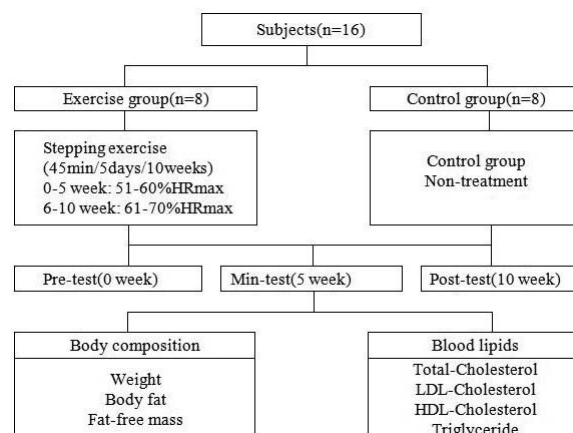 Subjects(n=16)
Exercise group(n=8)
Control group(n=8)
Stepping exercise
(45min/5days/10weeks)
0-5 week: 51-60%HRmax
6-10 week: 61-70%HRmax
Control group
Non-treatment
Pre-test(0 week)
Min-test(5 week)
Post-test(10 week)
Body composition
Weight
Body fat
Fat-free mass
Blood lipids
Total-Cholesterol
LDL-Cholesterol
HDL-Cholesterol
Triglyceride